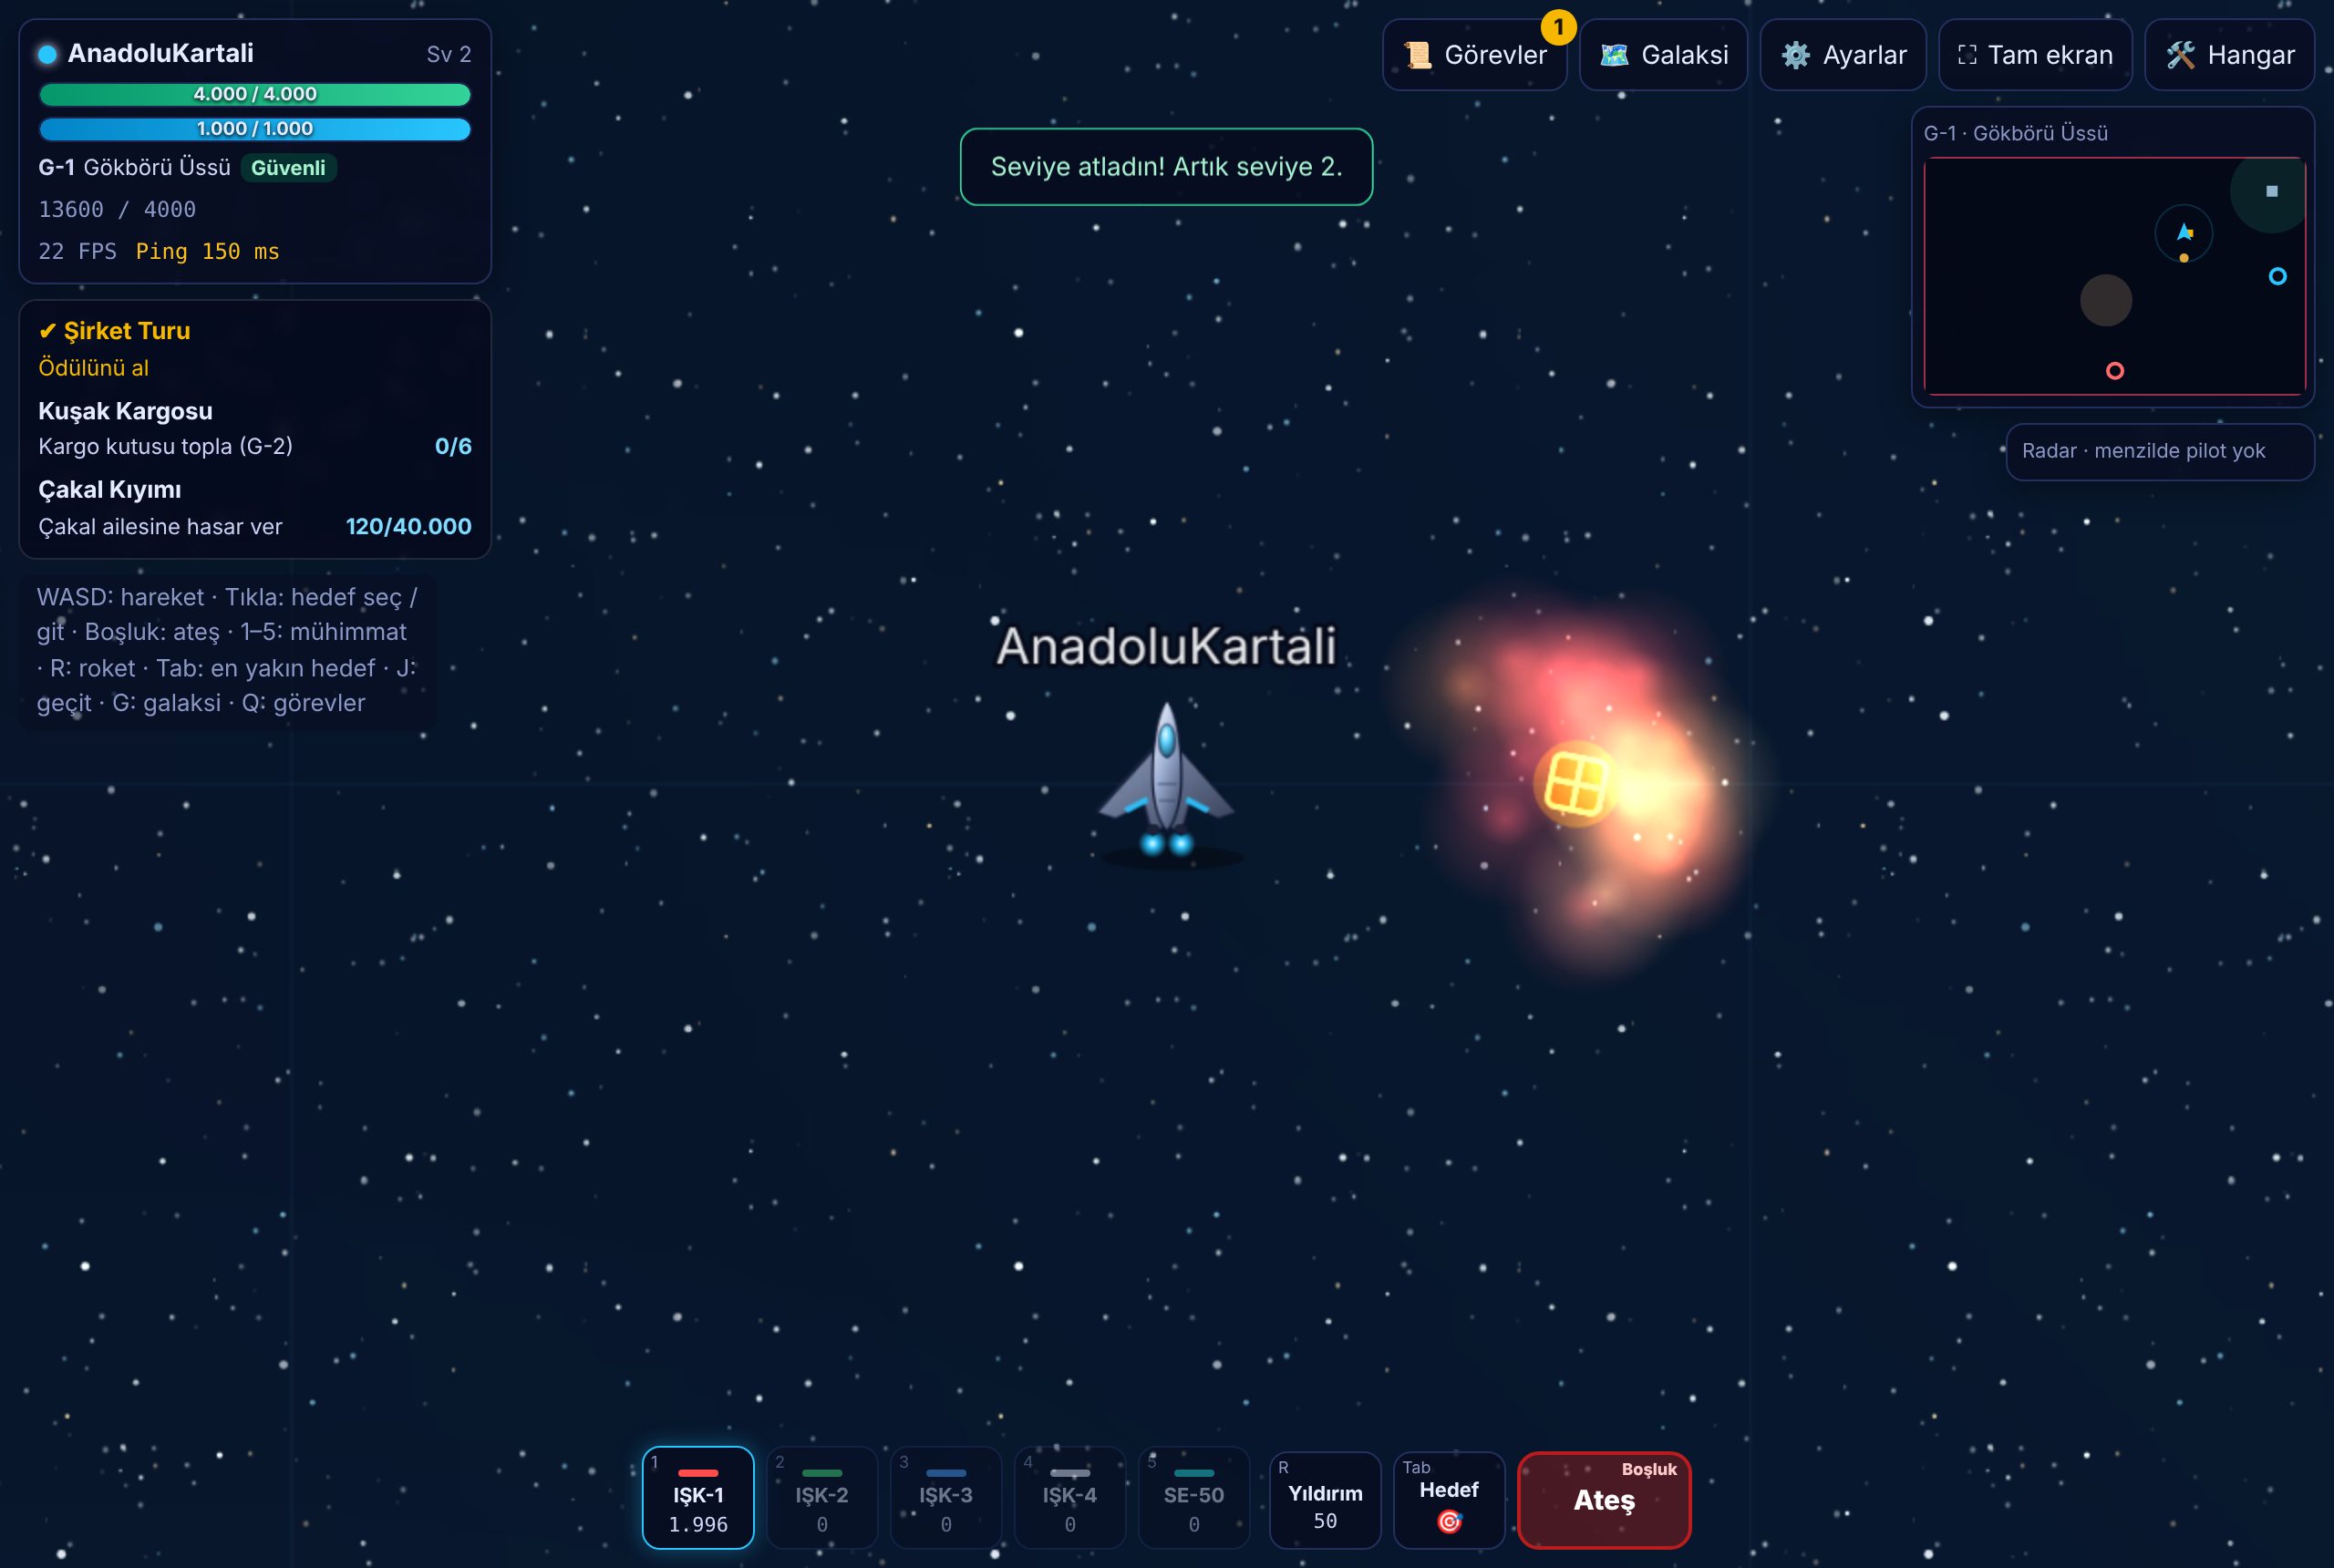 AnadoluKartali Sv 2
4.000 / 4.000
1.000 / 1.000
G-1 Gökbörü Üssü Güvenli
13600 / 4000
22 FPS Ping 150 ms
✔ Şirket Turu
Ödülünü al
Kuşak Kargosu
Kargo kutusu topla (G-2) 0/6
Çakal Kıyımı
Çakal ailesine hasar ver 120/40.000
WASD: hareket · Tıkla: hedef seç /
git · Boşluk: ateş · 1–5: mühimmat
· R: roket · Tab: en yakın hedef · J:
geçit · G: galaksi · Q: görevler
Görevler 1
Galaksi
Ayarlar
Tam ekran
Hangar
Seviye atladın! Artık seviye 2.
G-1 · Gökbörü Üssü
Radar · menzilde pilot yok
AnadoluKartali
1
IŞK-1
1.996
2
IŞK-2
0
3
IŞK-3
0
4
IŞK-4
0
5
SE-50
0
R
Yıldırım
50
Tab
Hedef
Boşluk
Ateş